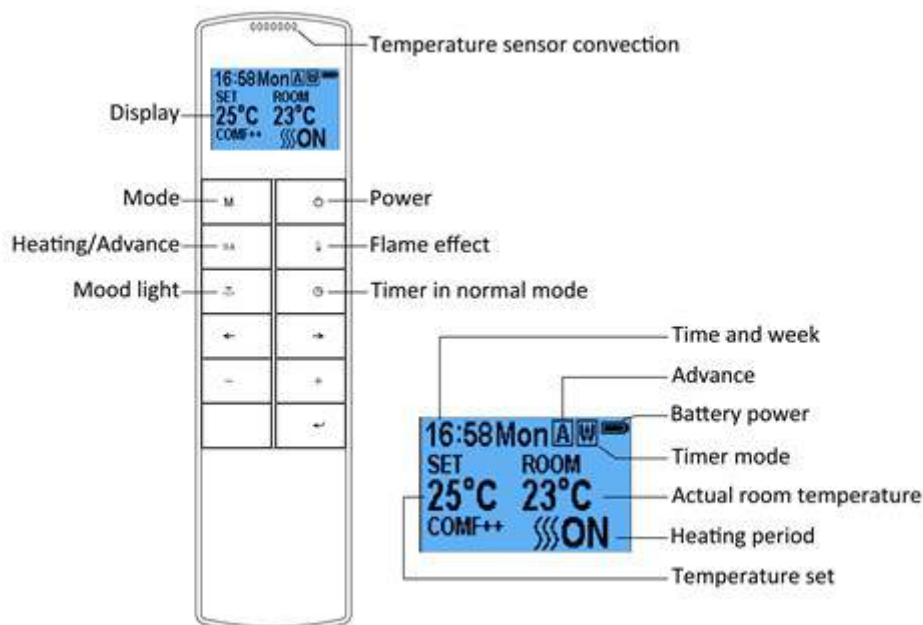 Temperature sensor convection
16:58Mon A W
SET ROOM
25°C 23°C
COMF++ ON
Display
Mode
M
Power
Heating/Advance
Flame effect
Mood light
Timer in normal mode
← →
− +
↵
Time and week
Advance
Battery power
16:58Mon A W
Timer mode
SET ROOM
25°C 23°C
Actual room temperature
COMF++ ON
Heating period
Temperature set